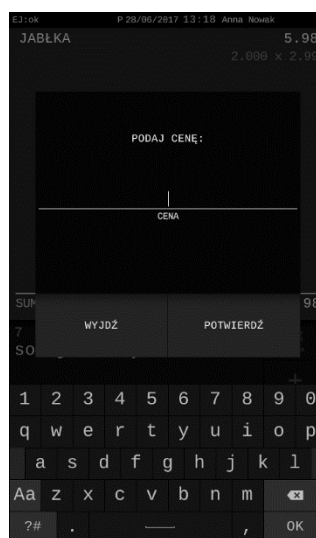 EJ:ok P 28/06/2017 13:18 Anna Nowak
JABŁKA 5.98
2.000 x 2.99
PODAJ CENĘ:
CENA
SUM 98
WYJDŹ POTWIERDŹ
7
so
+
1 2 3 4 5 6 7 8 9 0
q w e r t y u i o p
a s d f g h j k l
Aa z x c v b n m
?# . , OK